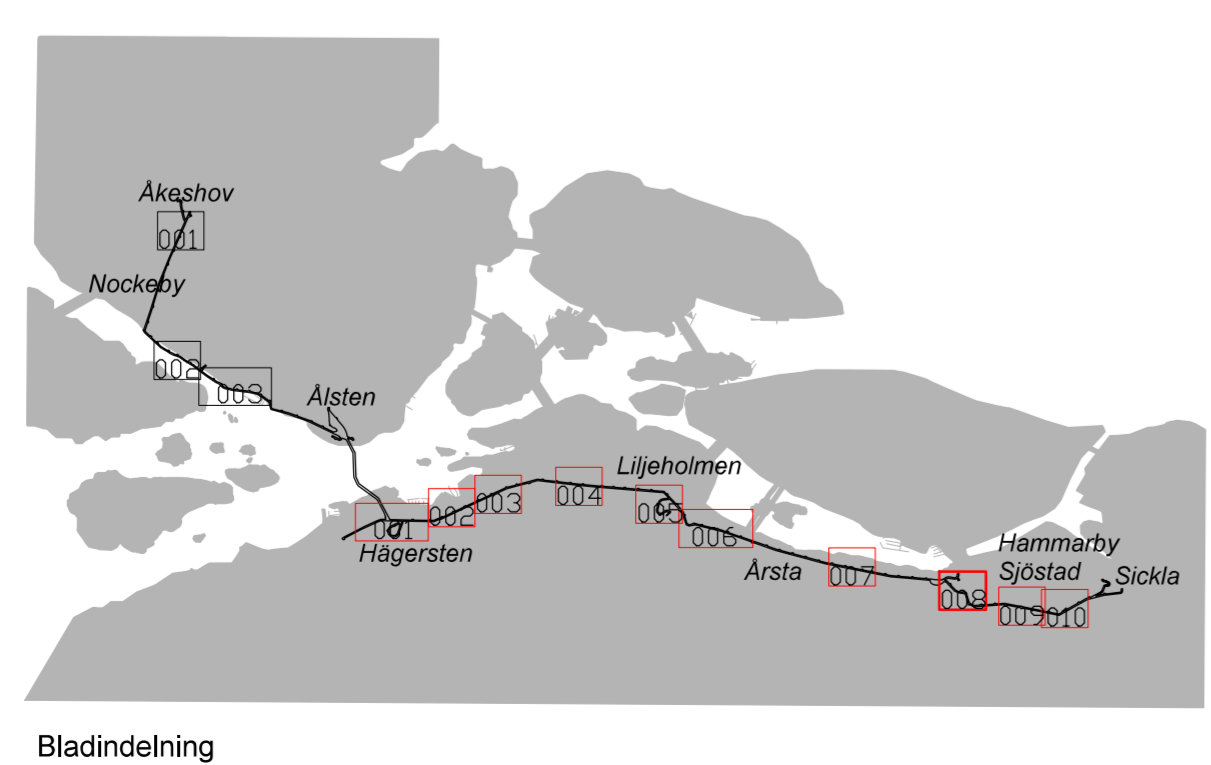 Åkeshov
001
Nockeby
002
003
Ålsten
Liljeholmen
001
002
003
004
005
006
Hägersten
Årsta
007
008
Hammarby
Sjöstad
009
010
Sickla
Bladindelning